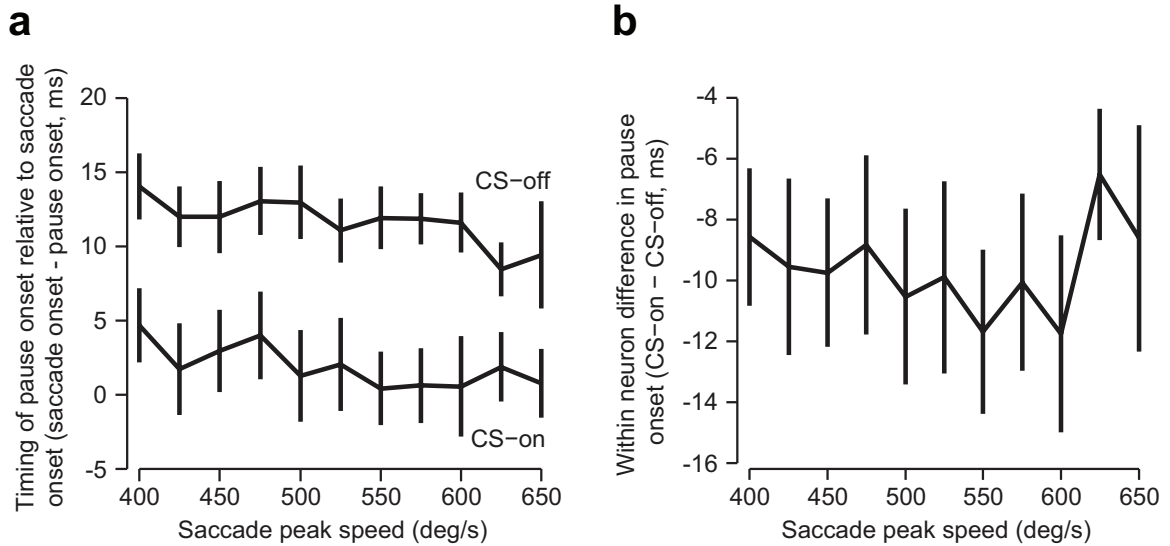 a
Timing of pause onset relative to saccade
onset (saccade onset - pause onset, ms)
20
15
10
5
0
-5
CS−off
CS−on
400 450 500 550 600 650
Saccade peak speed (deg/s)
b
Within neuron difference in pause
onset (CS−on − CS−off, ms)
-4
-6
-8
-10
-12
-14
-16
400 450 500 550 600 650
Saccade peak speed (deg/s)